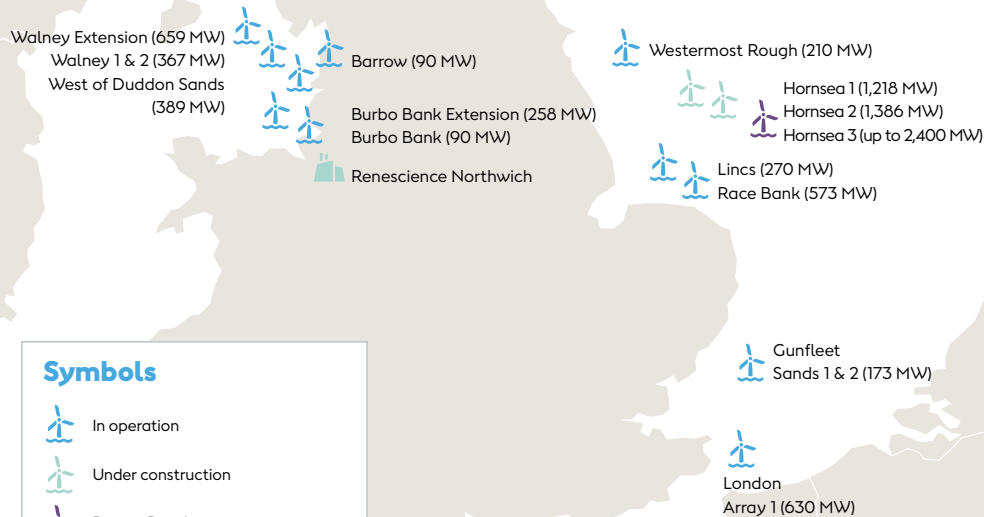 Walney Extension (659 MW)
Walney 1 & 2 (367 MW)
West of Duddon Sands
(389 MW)
Barrow (90 MW)
Burbo Bank Extension (258 MW)
Burbo Bank (90 MW)
Renescience Northwich
Westermost Rough (210 MW)
Hornsea 1 (1,218 MW)
Hornsea 2 (1,386 MW)
Hornsea 3 (up to 2,400 MW)
Lincs (270 MW)
Race Bank (573 MW)
Gunfleet
Sands 1 & 2 (173 MW)
London
Array 1 (630 MW)
Symbols
In operation
Under construction